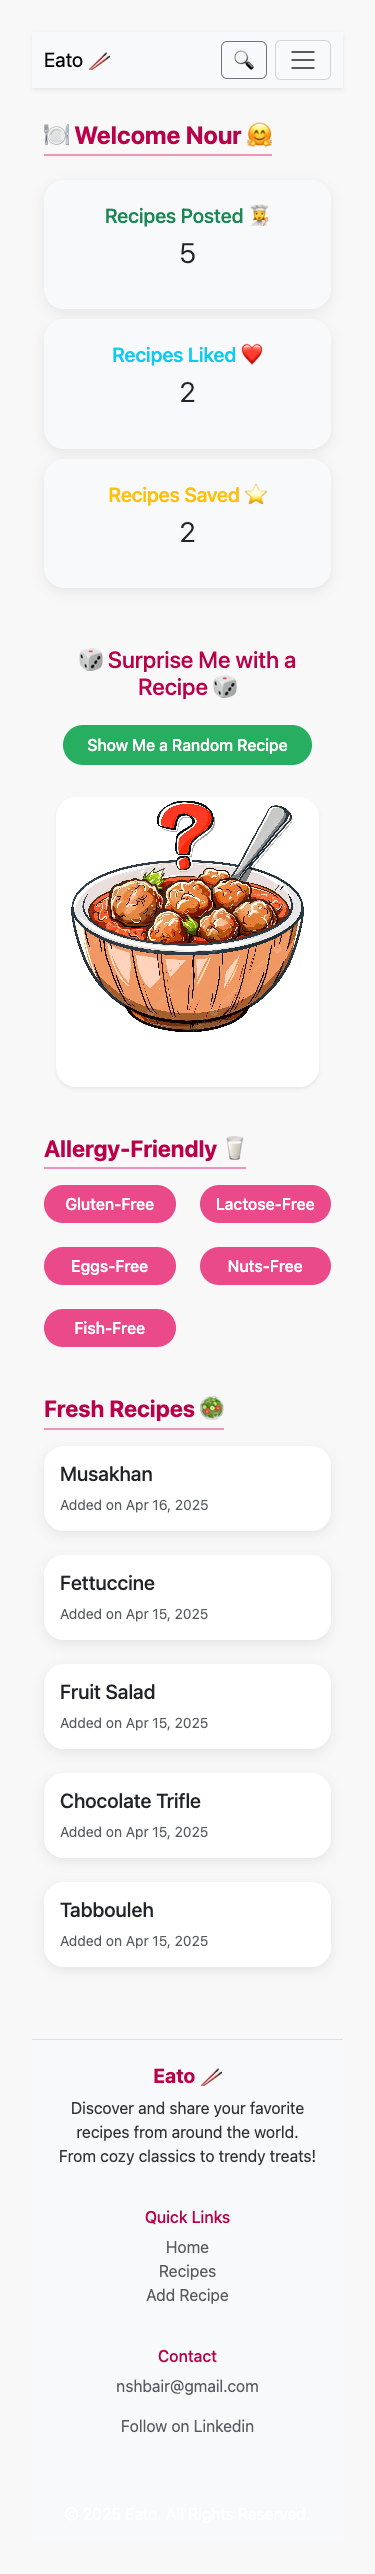 Eato 🥢
🔍
🍽️ Welcome Nour 🤗
Recipes Posted 👩‍🍳
5
Recipes Liked ❤️
2
Recipes Saved ⭐
2
🎲 Surprise Me with a
Recipe 🎲
Show Me a Random Recipe
?
Allergy-Friendly 🥛
Gluten-Free
Lactose-Free
Eggs-Free
Nuts-Free
Fish-Free
Fresh Recipes 🥗
Musakhan
Added on Apr 16, 2025
Fettuccine
Added on Apr 15, 2025
Fruit Salad
Added on Apr 15, 2025
Chocolate Trifle
Added on Apr 15, 2025
Tabbouleh
Added on Apr 15, 2025
Eato 🥢
Discover and share your favorite
recipes from around the world.
From cozy classics to trendy treats!
Quick Links
Home
Recipes
Add Recipe
Contact
nshbair@gmail.com
Follow on Linkedin
© 2025 Eato. All Rights Reserved.